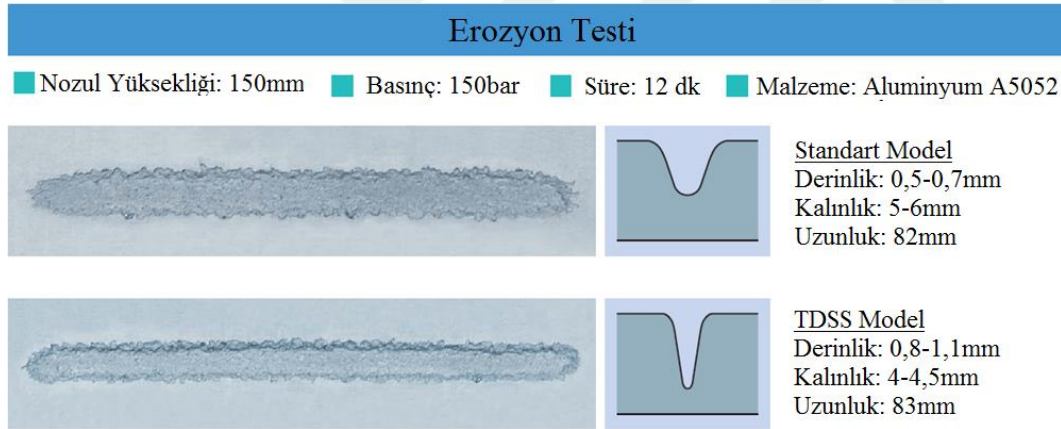 Erozyon Testi
Nozul Yüksekliği: 150mm Basınç: 150bar Süre: 12 dk Malzeme: Aluminyum A5052
Standart Model
Derinlik: 0,5-0,7mm
Kalınlık: 5-6mm
Uzunluk: 82mm
TDSS Model
Derinlik: 0,8-1,1mm
Kalınlık: 4-4,5mm
Uzunluk: 83mm